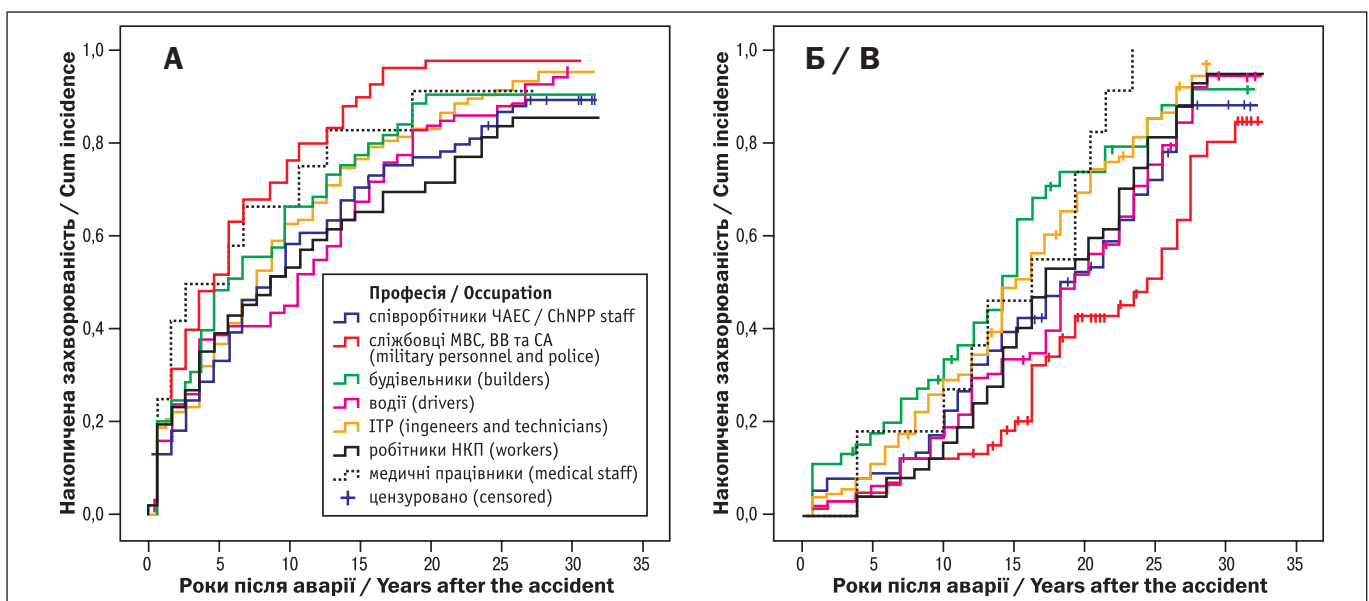 А
Накопичена захворюваність / Cum incidence
1,0
0,8
0,6
0,4
0,2
0,0
Професія / Occupation
співрорбітники ЧАЕС / ChNPP staff
сліжбовці МВС, ВВ та СА
(military personnel and police)
будівельники (builders)
водії (drivers)
ІТР (ingeneers and technicians)
робітники НКП (workers)
медичні працівники (medical staff)
цензуровано (censored)
0 5 10 15 20 25 30 35
Роки після аварії / Years after the accident
Б / В
Накопичена захворюваність / Cum incidence
1,0
0,8
0,6
0,4
0,2
0,0
0 5 10 15 20 25 30 35
Роки після аварії / Years after the accident